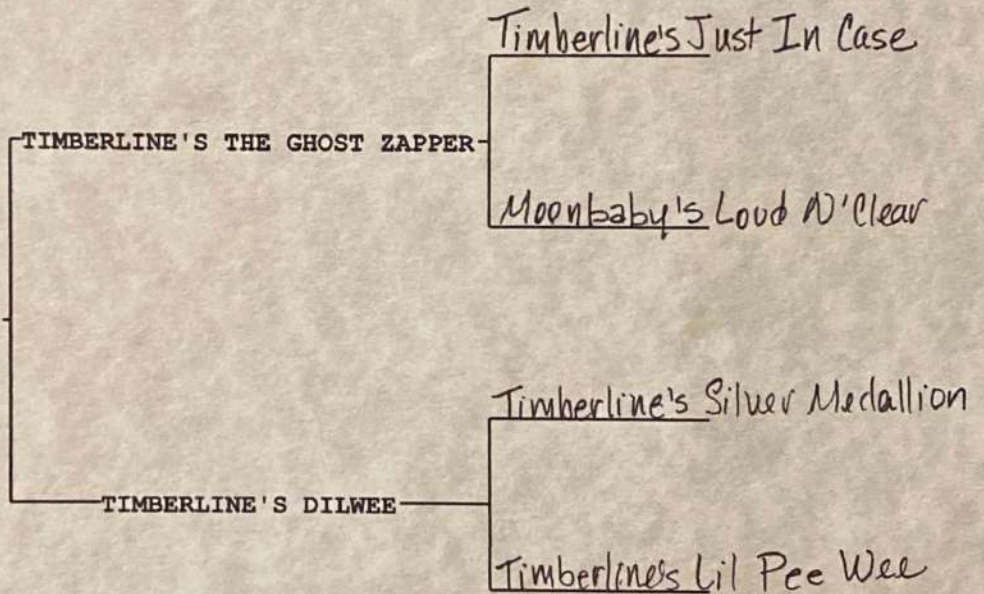 Timberline's Just In Case
TIMBERLINE'S THE GHOST ZAPPER
Moonbaby's Loud N'Clear
Timberline's Silver Medallion
TIMBERLINE'S DILWEE
Timberline's Lil Pee Wee